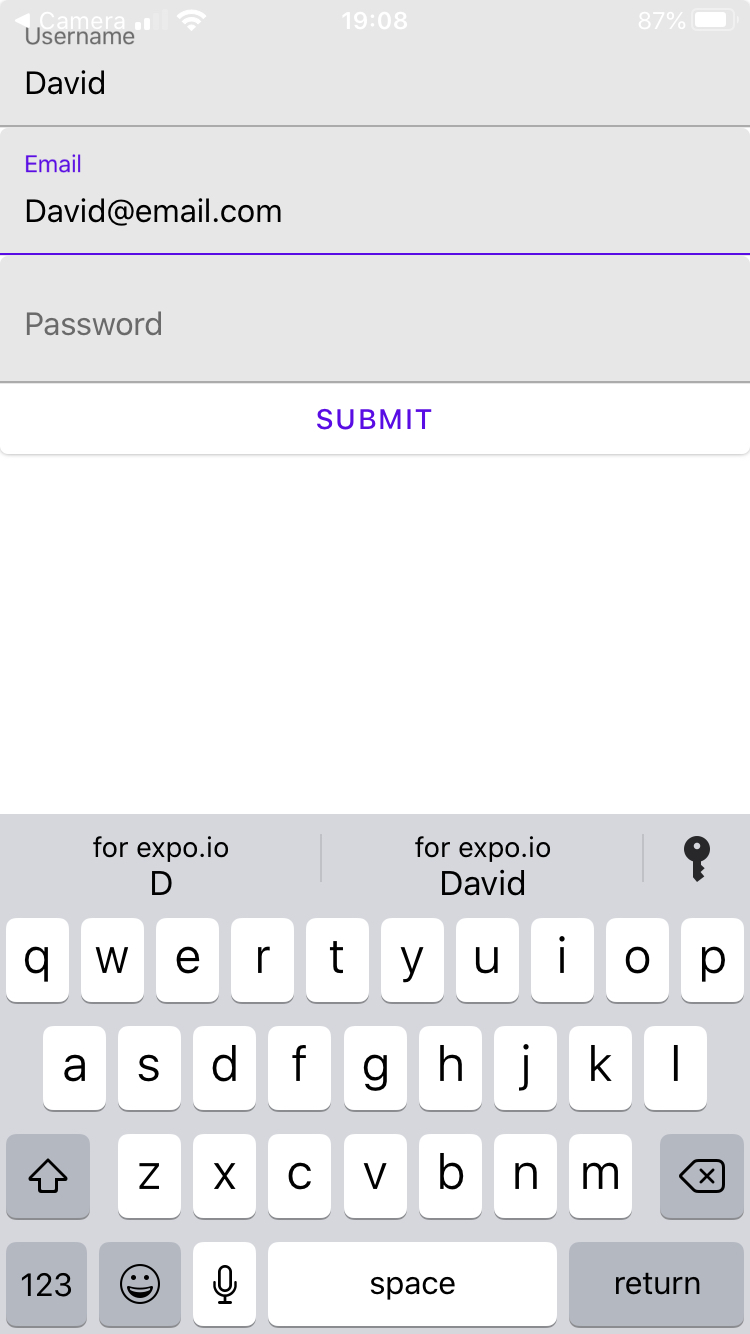 ◀ Camera 19:08 87%
Username
David
Email
David@email.com
Password
SUBMIT
for expo.io for expo.io
D David
q w e r t y u i o p
a s d f g h j k l
z x c v b n m
123 space return